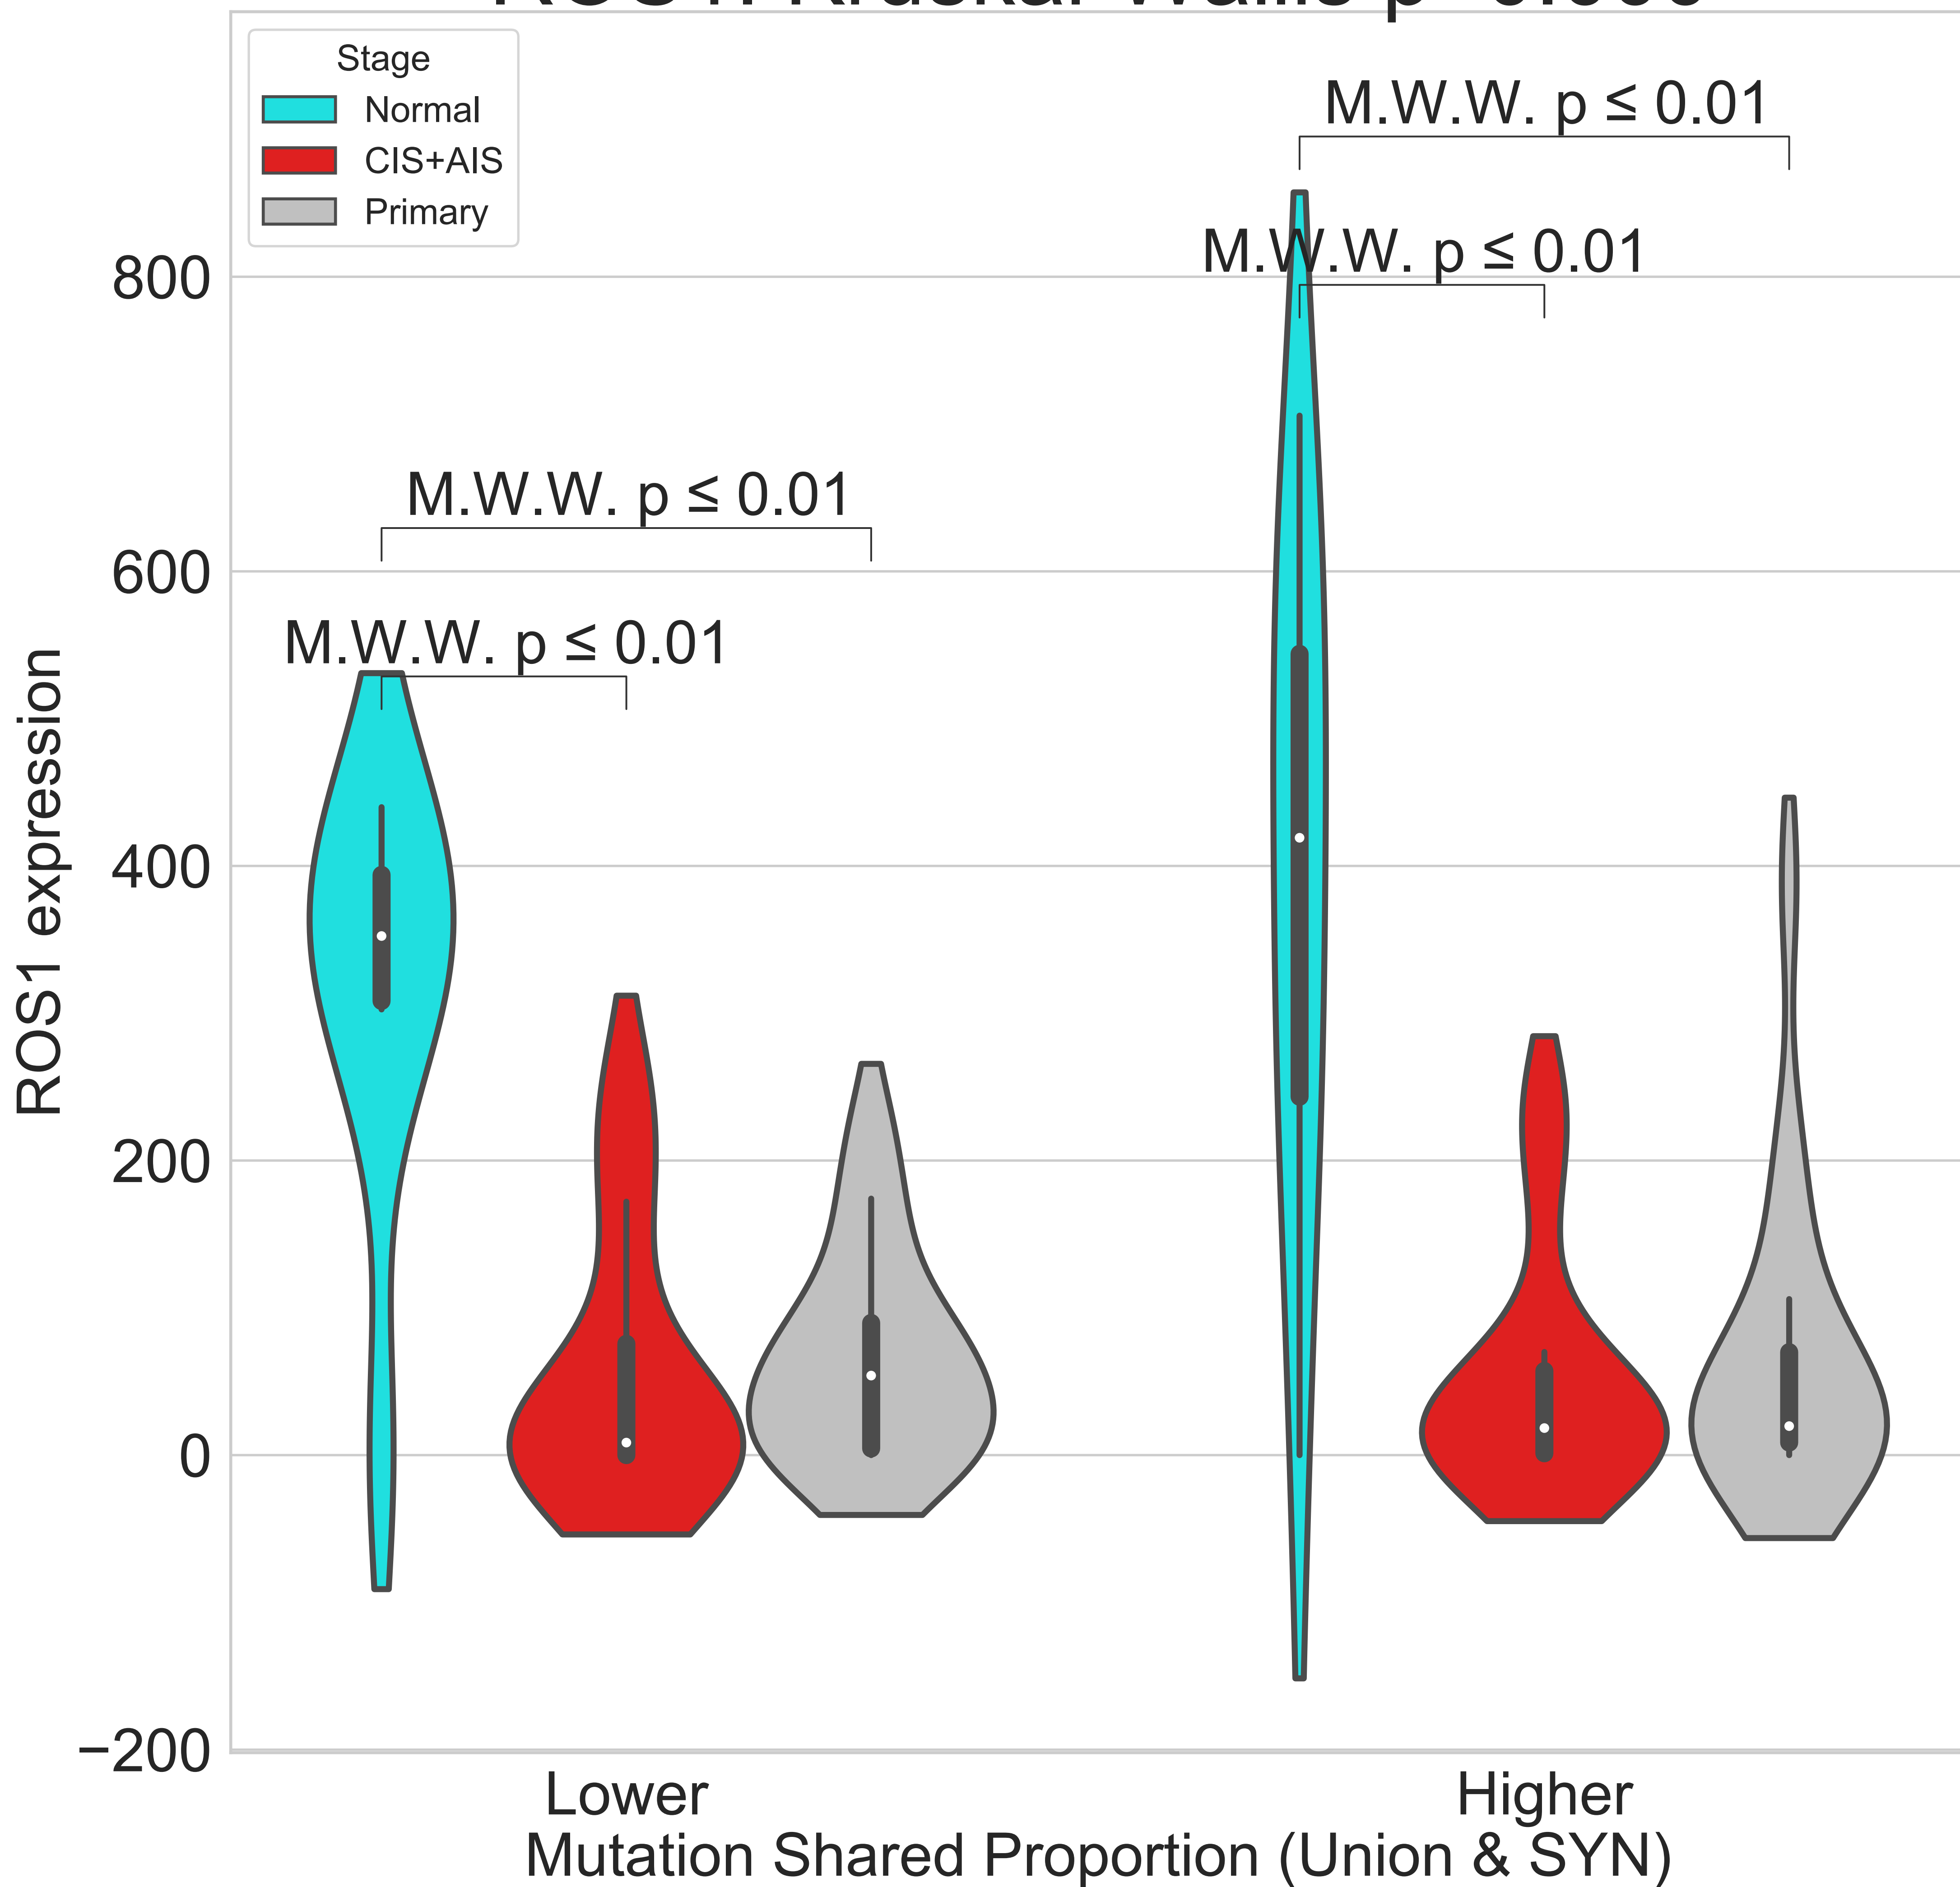 Stage
Normal
CIS+AIS
Primary
M.W.W. p ≤ 0.01
M.W.W. p ≤ 0.01
M.W.W. p ≤ 0.01
M.W.W. p ≤ 0.01
800
600
400
200
0
−200
ROS1 expression
Lower
Higher
Mutation Shared Proportion (Union & SYN)